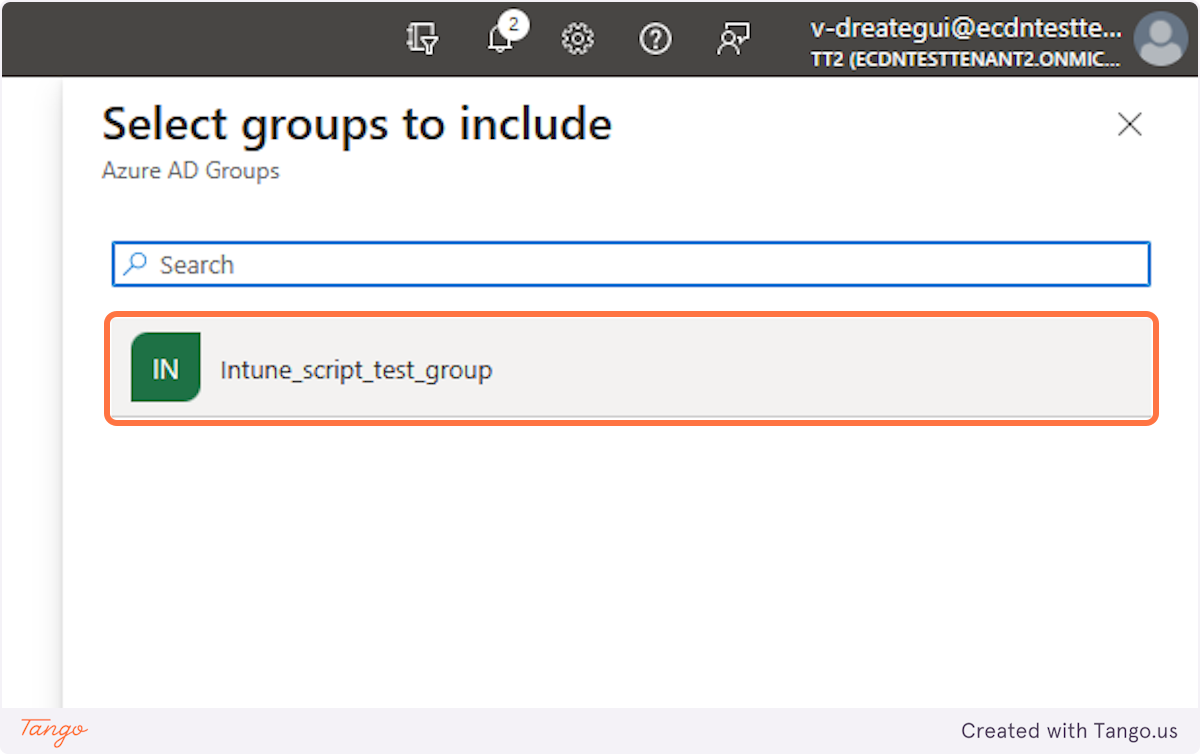 2
v-dreategui@ecdntestte...
TT2 (ECDNTESTTENANT2.ONMIC...
Select groups to include
Azure AD Groups
Search
IN
Intune_script_test_group
Tango
Created with Tango.us